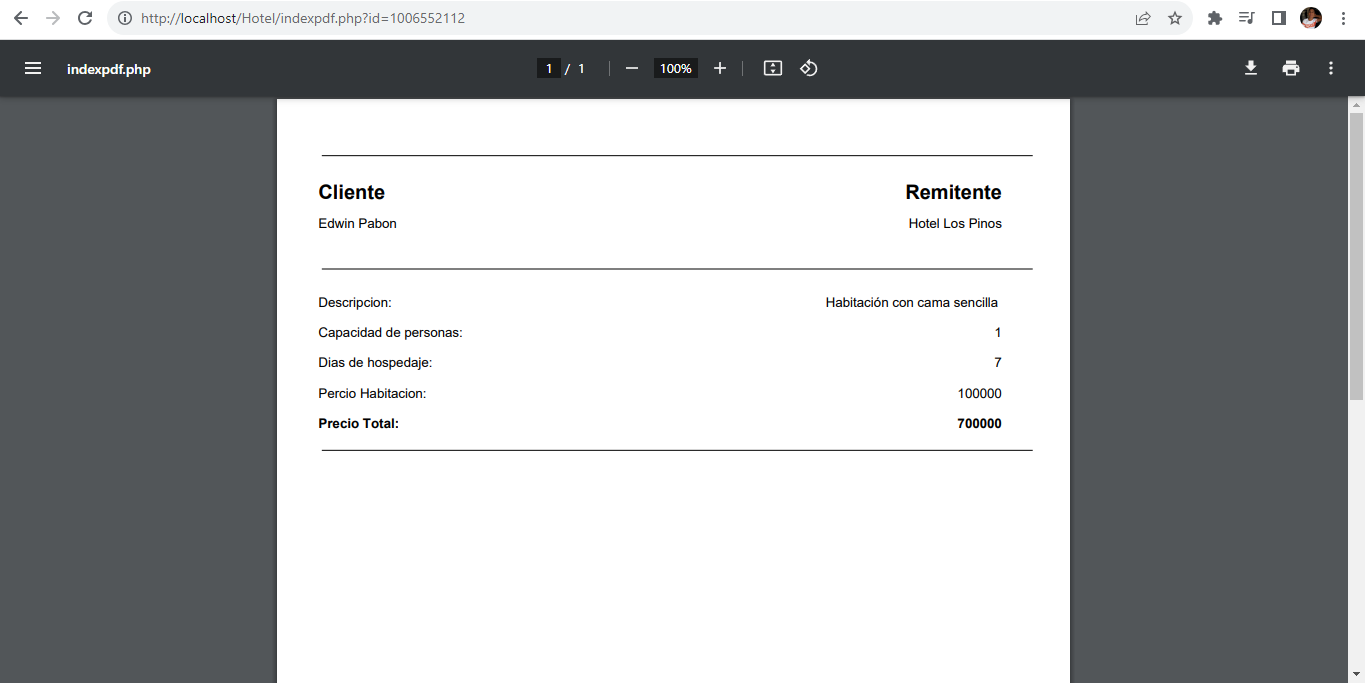 http://localhost/Hotel/indexpdf.php?id=1006552112
indexpdf.php 1 / 1 100%
Cliente Remitente
Edwin Pabon Hotel Los Pinos
Descripcion: Habitación con cama sencilla
Capacidad de personas: 1
Dias de hospedaje: 7
Percio Habitacion: 100000
Precio Total: 700000